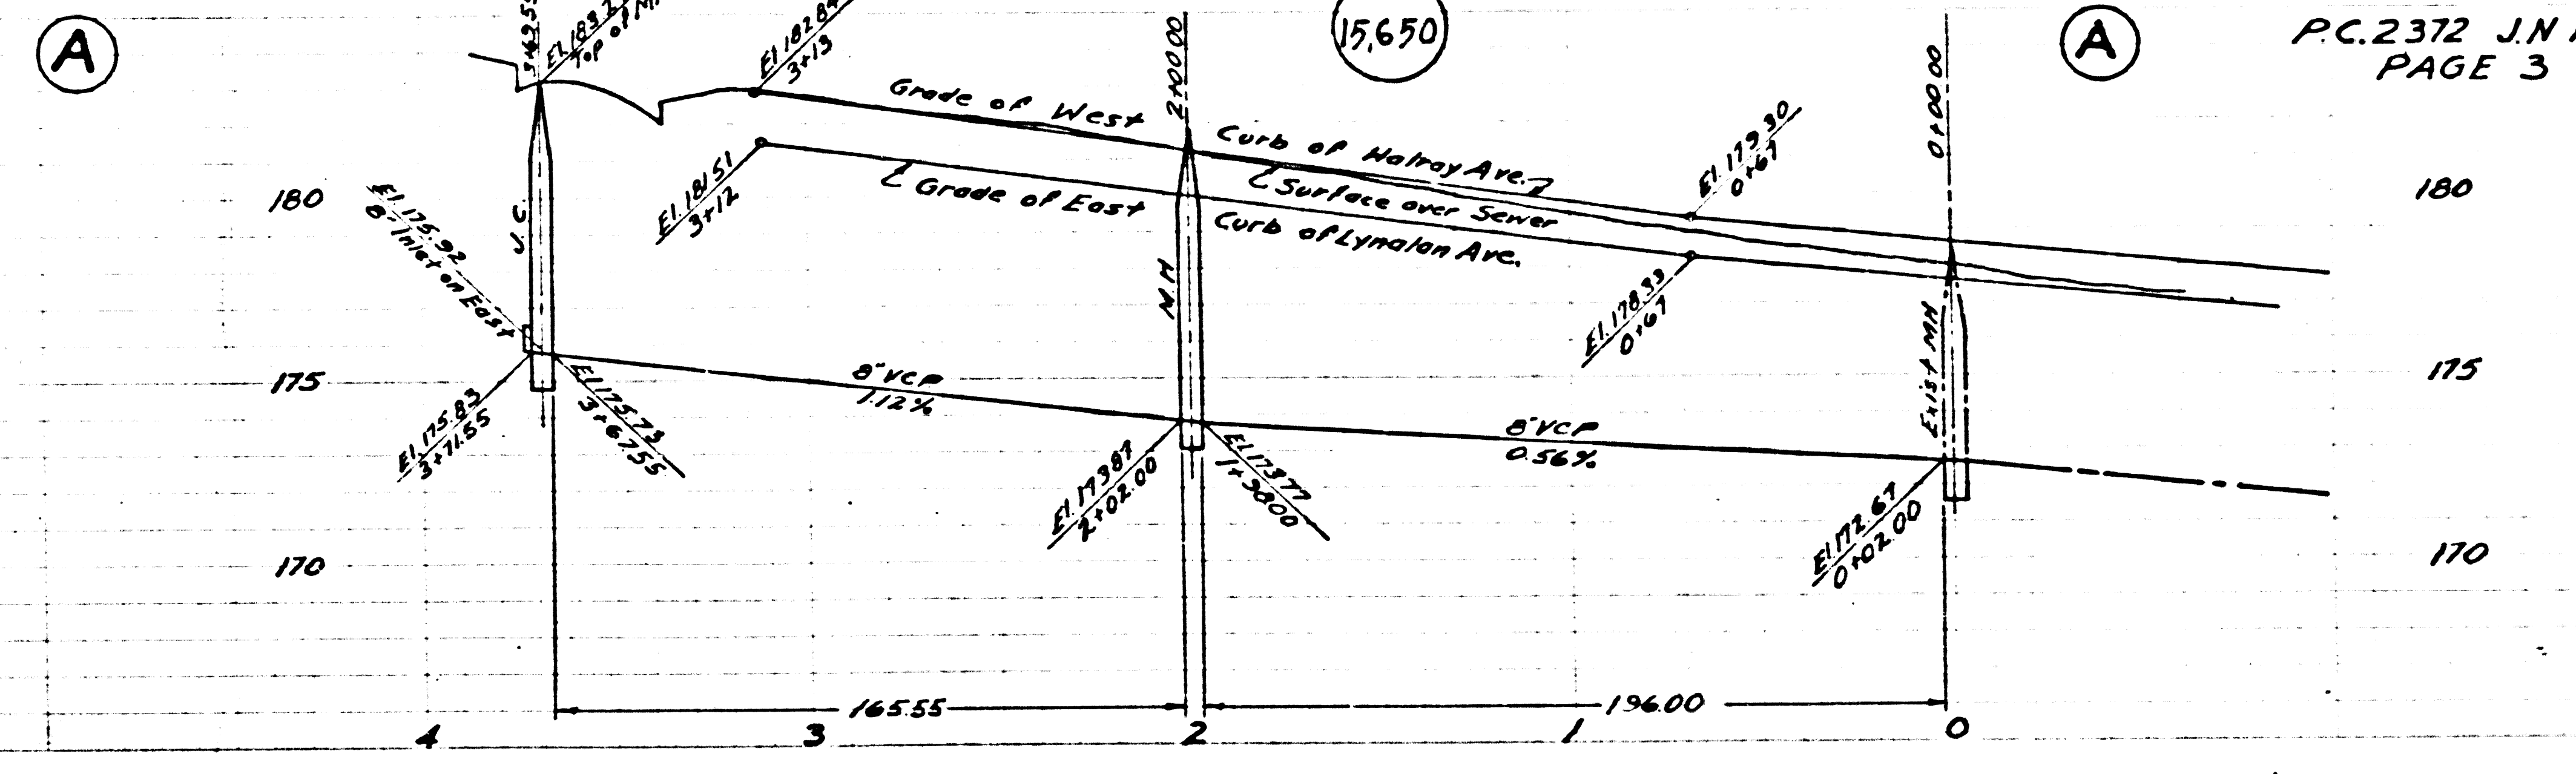 A
15,650
A
P.C. 2372 J.N
PAGE 3
El. 182.84
3+13
2+00.00
0+00.00
Top of
Grade of West
Curb of Halray Ave.
El. 179.30
0+67
El. 181.51
3+12
Grade of East
Surface over Sewer
Curb of Lynalan Ave.
180
180
El. 175.92
8" Inlet on East
M.H
El. 178.33
0+67
Exist MH
175
175
8" VCP
1.12%
8" VCP
0.56%
El. 175.83
3+71.55
El. 175.73
3+67.55
El. 173.87
2+02.00
El. 173.77
1+98.00
El. 172.67
0+02.00
170
170
165.55
196.00
4
3
2
1
0